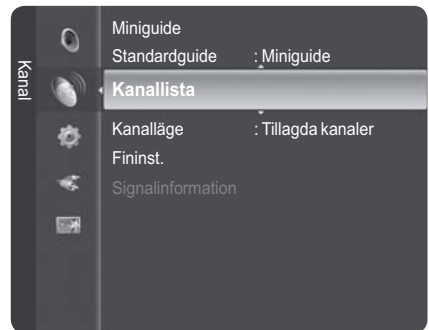 Kanal
Miniguide
Standardguide : Miniguide
Kanallista
Kanalläge : Tillagda kanaler
Fininst.
Signalinformation